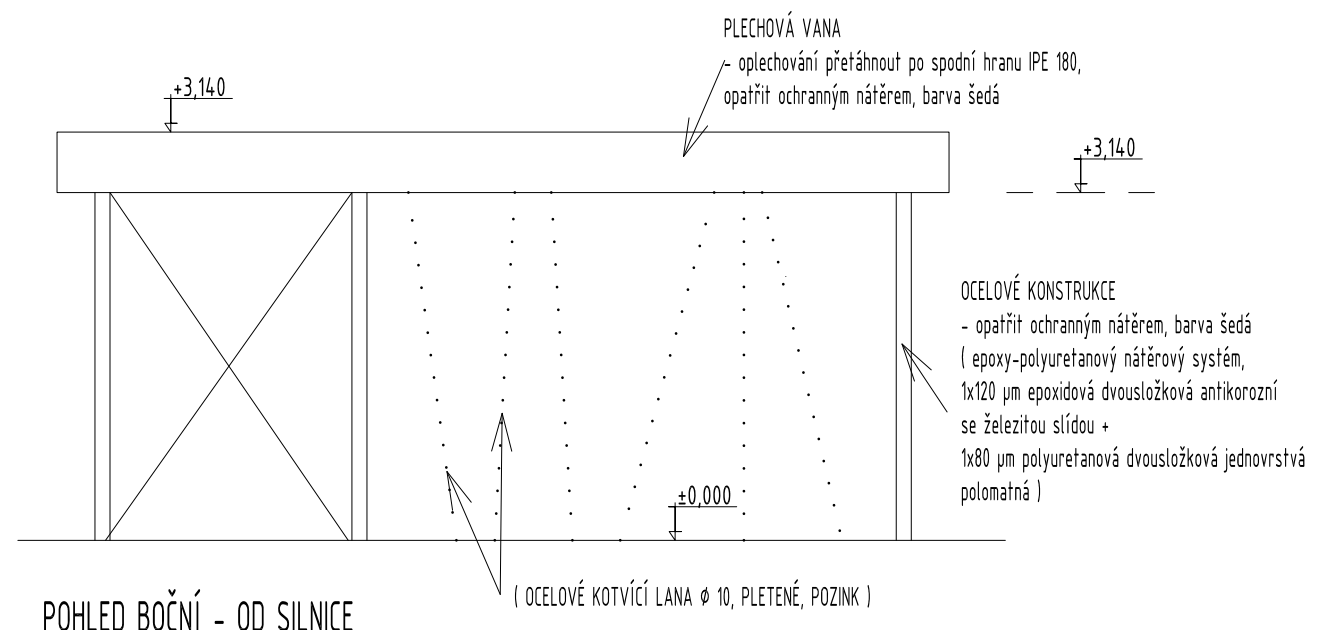 PLECHOVÁ VANA
- oplechování přetáhnout po spodní hranu IPE 180,
opatřit ochranným nátěrem, barva šedá
+3,140
+3,140
OCELOVÉ KONSTRUKCE
- opatřit ochranným nátěrem, barva šedá
( epoxy-polyuretanový nátěrový systém,
1x120 µm epoxidová dvousložková antikorozní
se železitou slídou +
1x80 µm polyuretanová dvousložková jednovrstvá
polomatná )
±0,000
( OCELOVÉ KOTVÍCÍ LANA ø 10, PLETENÉ, POZINK )
POHLED BOČNÍ - OD SILNICE